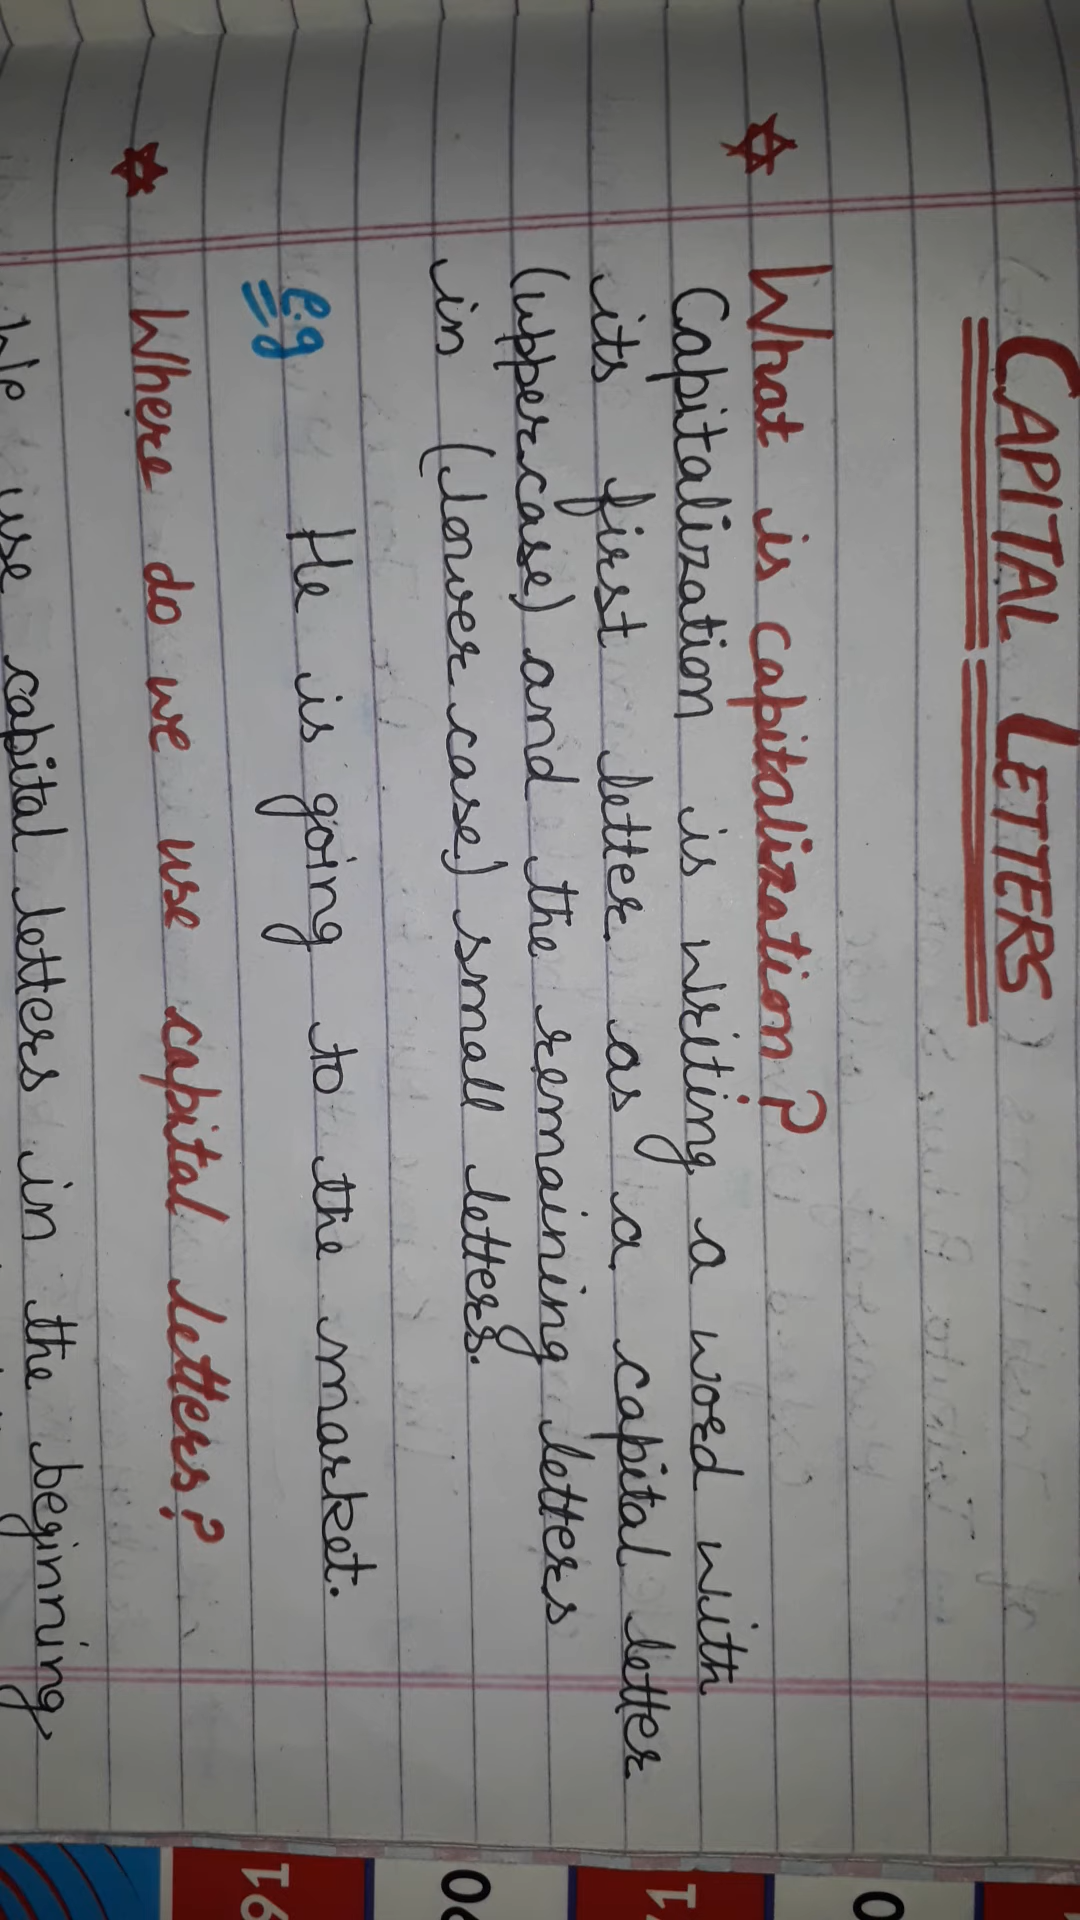 CAPITAL LETTERS
What is capitalization?
Capitalization is writing a word with
its first letter as a capital letter
(upper case) and the remaining letters
in (lower case) small letters.
e.g He is going to the market.
Where do we use capital letters?
We use capital letters in the beginning
16